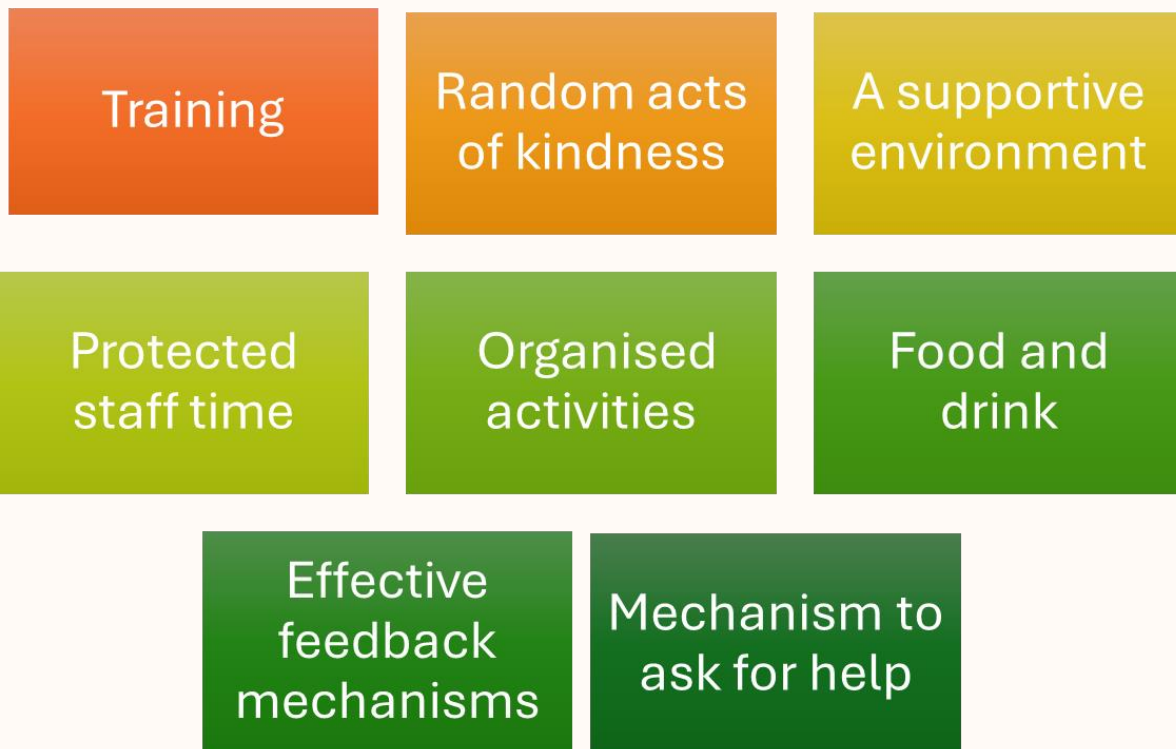 Training
Random acts
of kindness
A supportive
environment
Protected
staff time
Organised
activities
Food and
drink
Effective
feedback
mechanisms
Mechanism to
ask for help